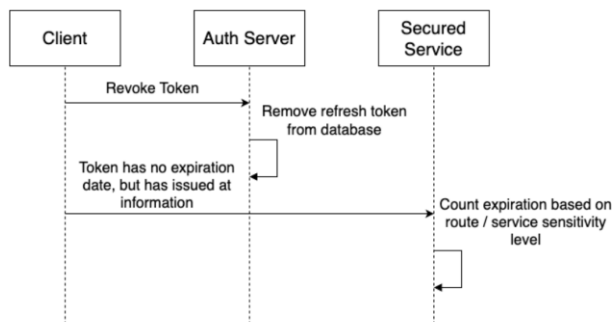 Client
Auth Server
Secured
Service
Revoke Token
Remove refresh token
from database
Token has no expiration
date, but has issued at
information
Count expiration based on
route / service sensitivity
level